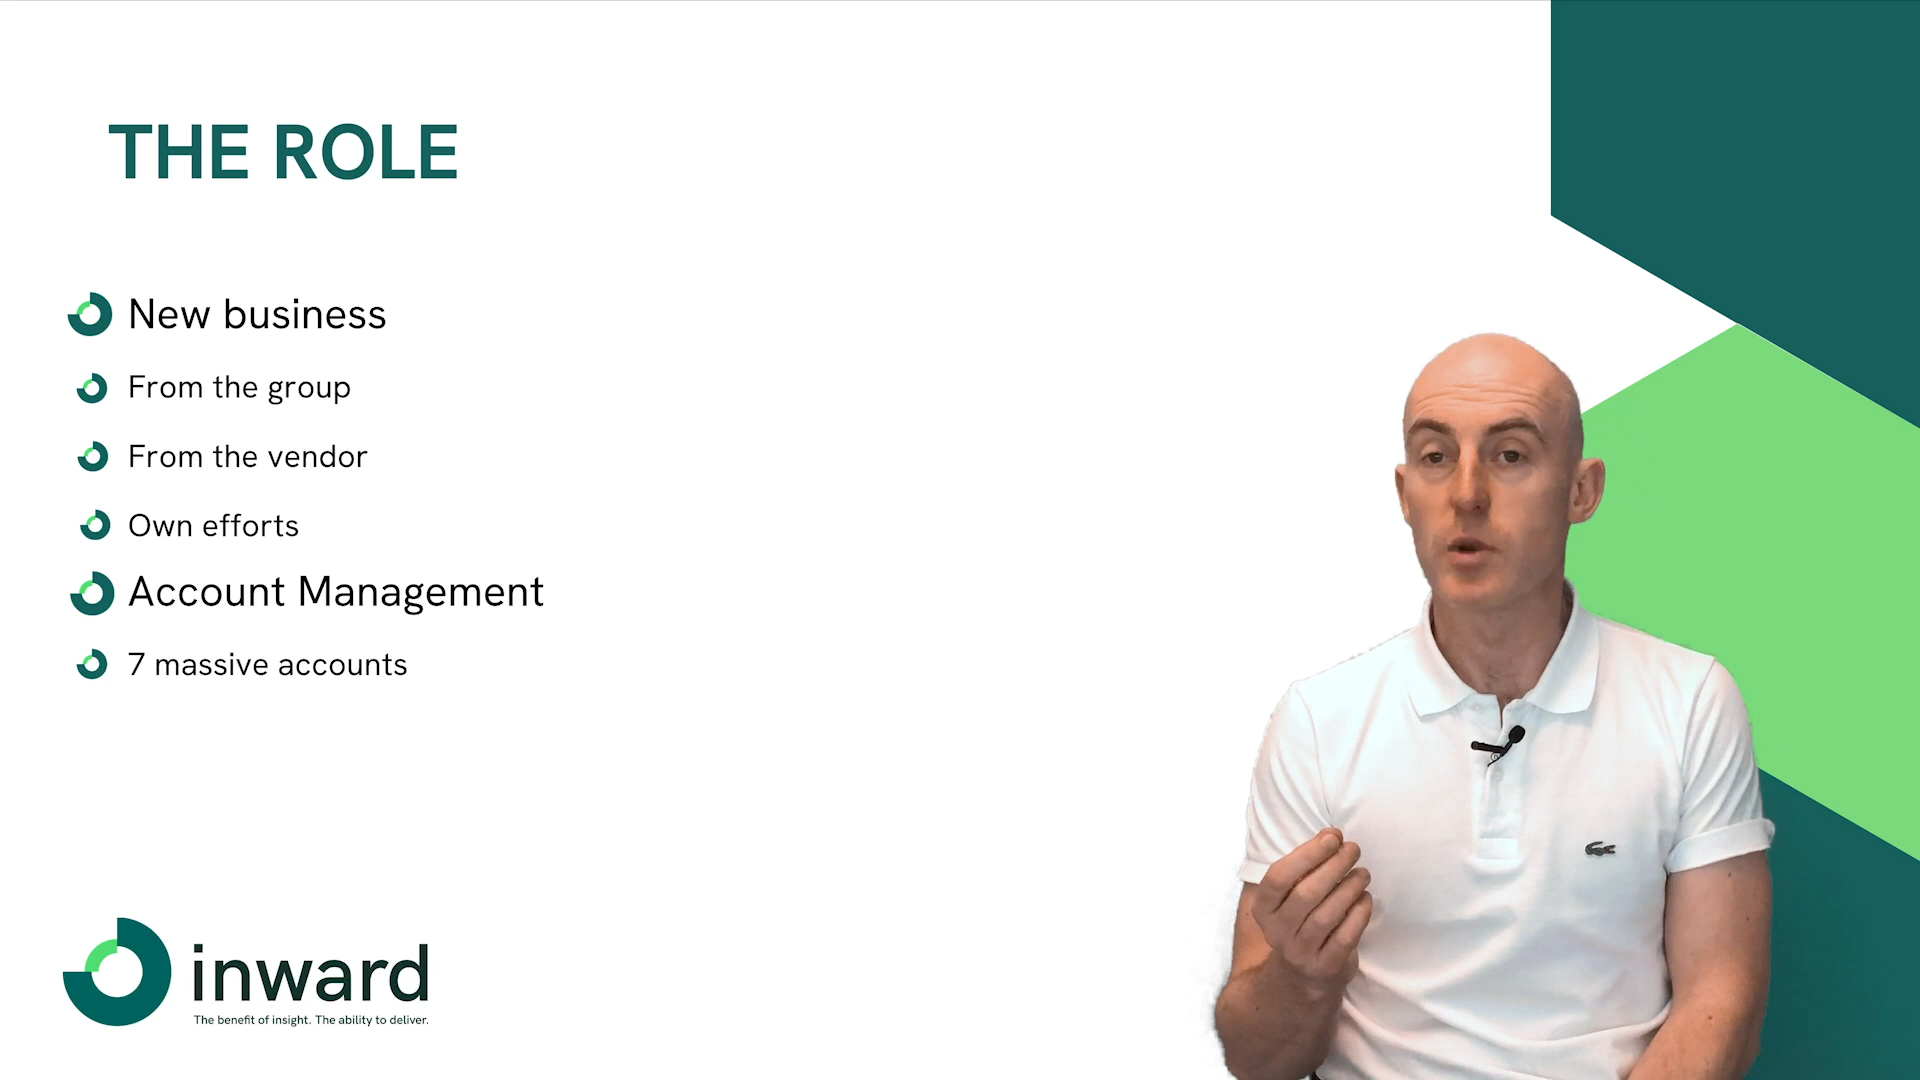 THE ROLE
New business
From the group
From the vendor
Own efforts
Account Management
7 massive accounts
inward
The benefit of insight. The ability to deliver.